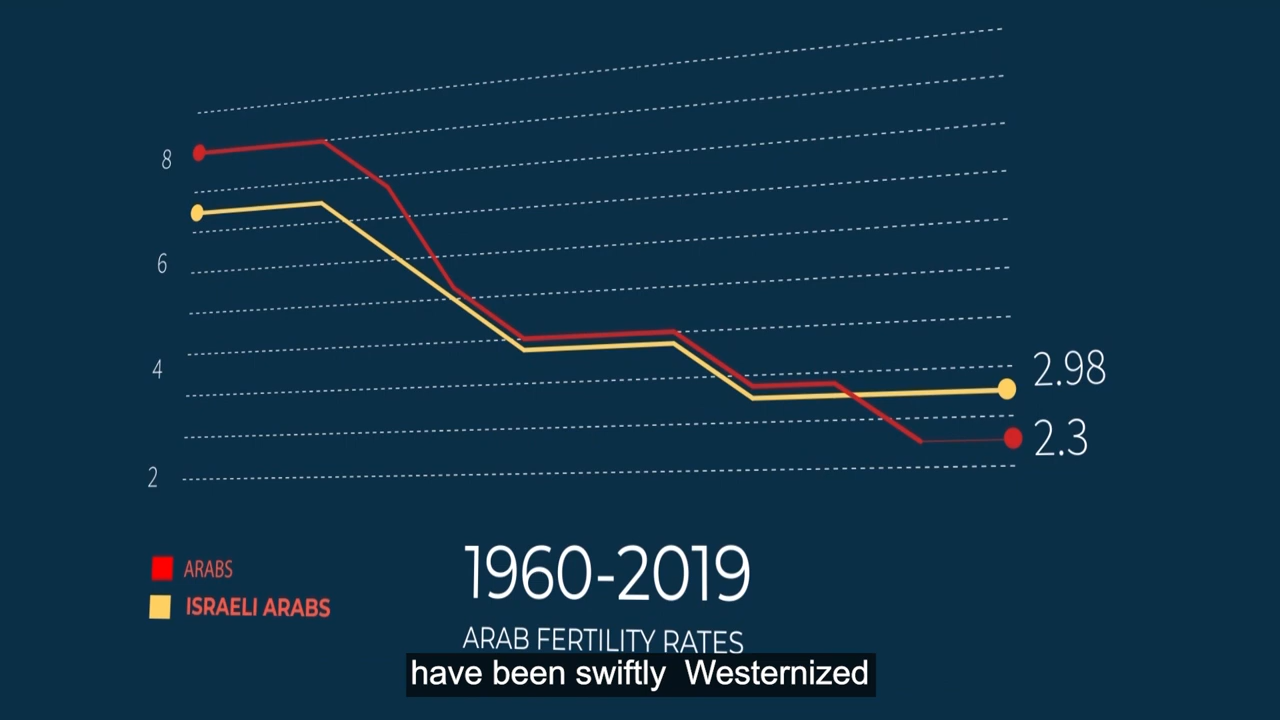 8
6
4
2
2.98
2.3
ARABS
ISRAELI ARABS
1960-2019
ARAB FERTILITY RATES
have been swiftly Westernized